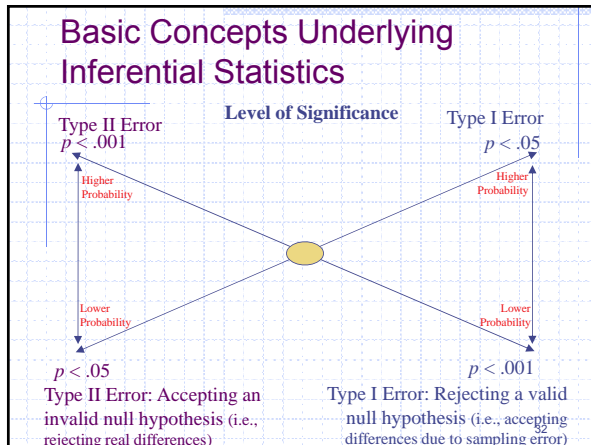 Basic Concepts Underlying
Inferential Statistics
Level of Significance
Type II Error
p < .001
Type I Error
p < .05
Higher
Probability
Higher
Probability
Lower
Probability
Lower
Probability
p < .05
p < .001
Type II Error: Accepting an
invalid null hypothesis (i.e.,
rejecting real differences)
Type I Error: Rejecting a valid
null hypothesis (i.e., accepting
differences due to sampling error)
32